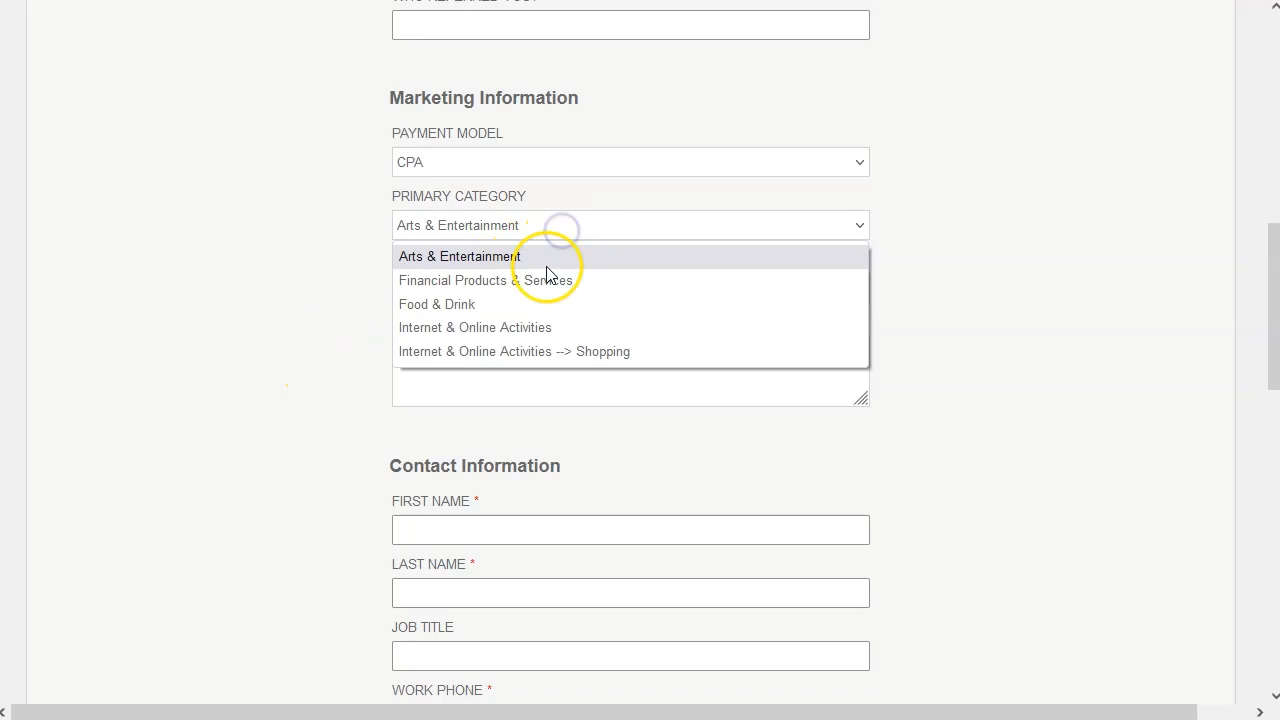 Marketing Information
PAYMENT MODEL
CPA
PRIMARY CATEGORY
Arts & Entertainment
Arts & Entertainment
Financial Products & Services
Food & Drink
Internet & Online Activities
Internet & Online Activities --> Shopping
Contact Information
FIRST NAME *
LAST NAME *
JOB TITLE
WORK PHONE *